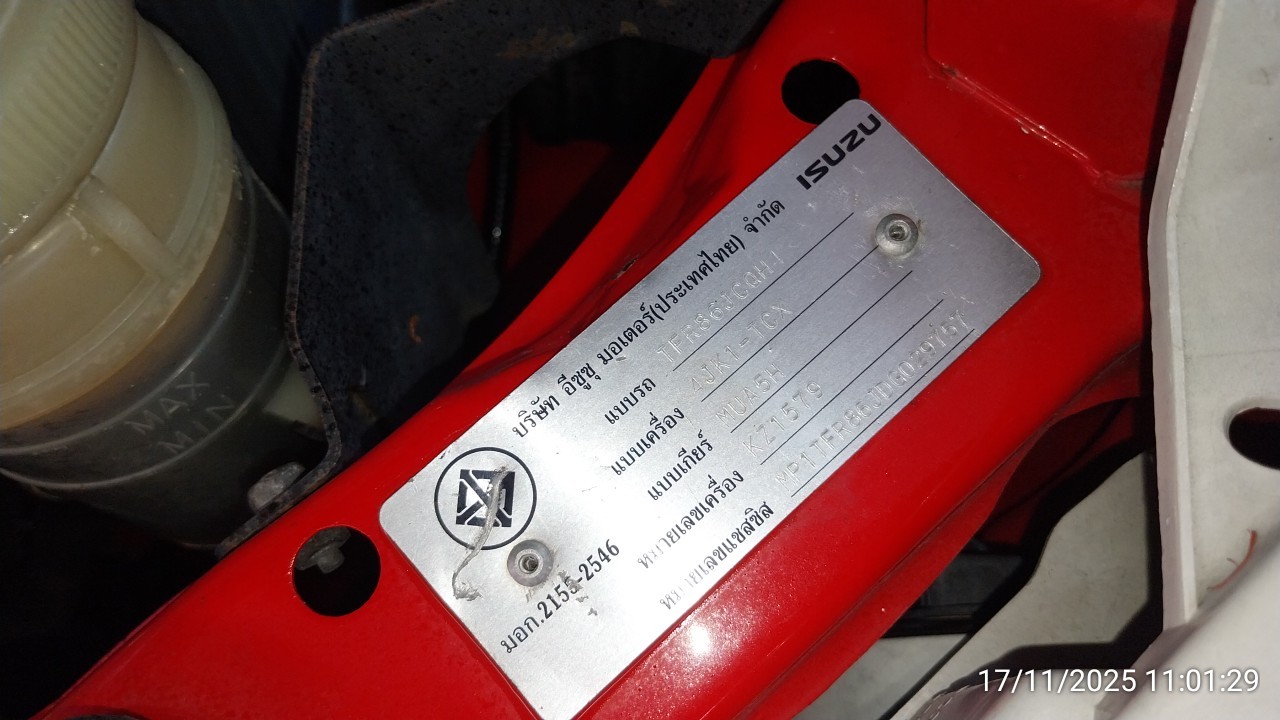 ISUZU
บริษัท อีซูซุ มอเตอร์(ประเทศไทย) จำกัด
แบบรถ TFR86JCQH1
แบบเครื่อง 4JK1-TCX
แบบเกียร์ MUA5H
หมายเลขเครื่อง KZ1579
หมายเลขแชสซิส
มอก.2155-2546
MAX
MIN
17/11/2025 11:01:29